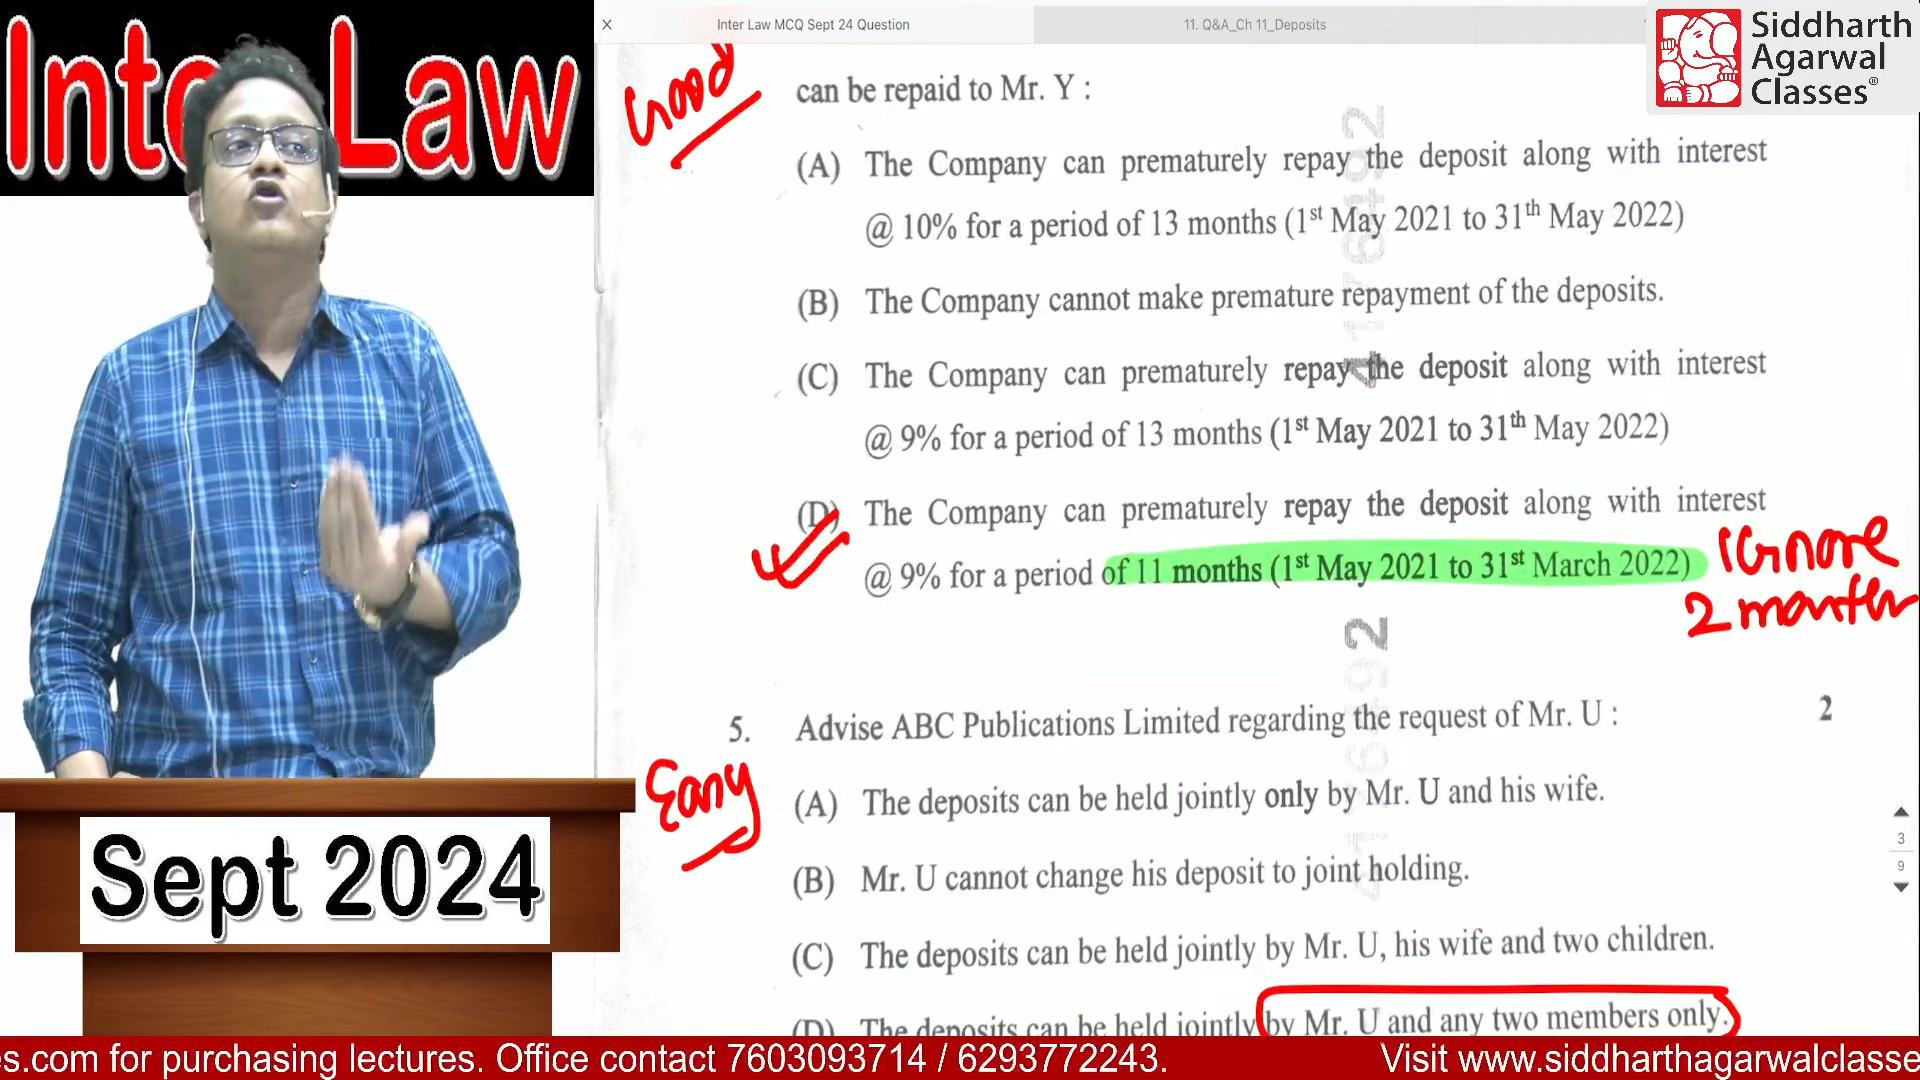 Inter Law
Sept 2024
Inter Law MCQ Sept 24 Question
11. Q&A_Ch 11_Deposits
Siddharth
Agarwal
Classes®
Good
can be repaid to Mr. Y :
(A) The Company can prematurely repay the deposit along with interest
@ 10% for a period of 13 months (1st May 2021 to 31th May 2022)
(B) The Company cannot make premature repayment of the deposits.
(C) The Company can prematurely repay the deposit along with interest
@ 9% for a period of 13 months (1st May 2021 to 31th May 2022)
(D) The Company can prematurely repay the deposit along with interest
@ 9% for a period of 11 months (1st May 2021 to 31st March 2022)
Ignore
2 months
5. Advise ABC Publications Limited regarding the request of Mr. U : 2
Easy
(A) The deposits can be held jointly only by Mr. U and his wife.
(B) Mr. U cannot change his deposit to joint holding.
(C) The deposits can be held jointly by Mr. U, his wife and two children.
(D) The deposits can be held jointly by Mr. U and any two members only.
3
9
es.com for purchasing lectures. Office contact 7603093714 / 6293772243. Visit www.siddharthagarwalclasse